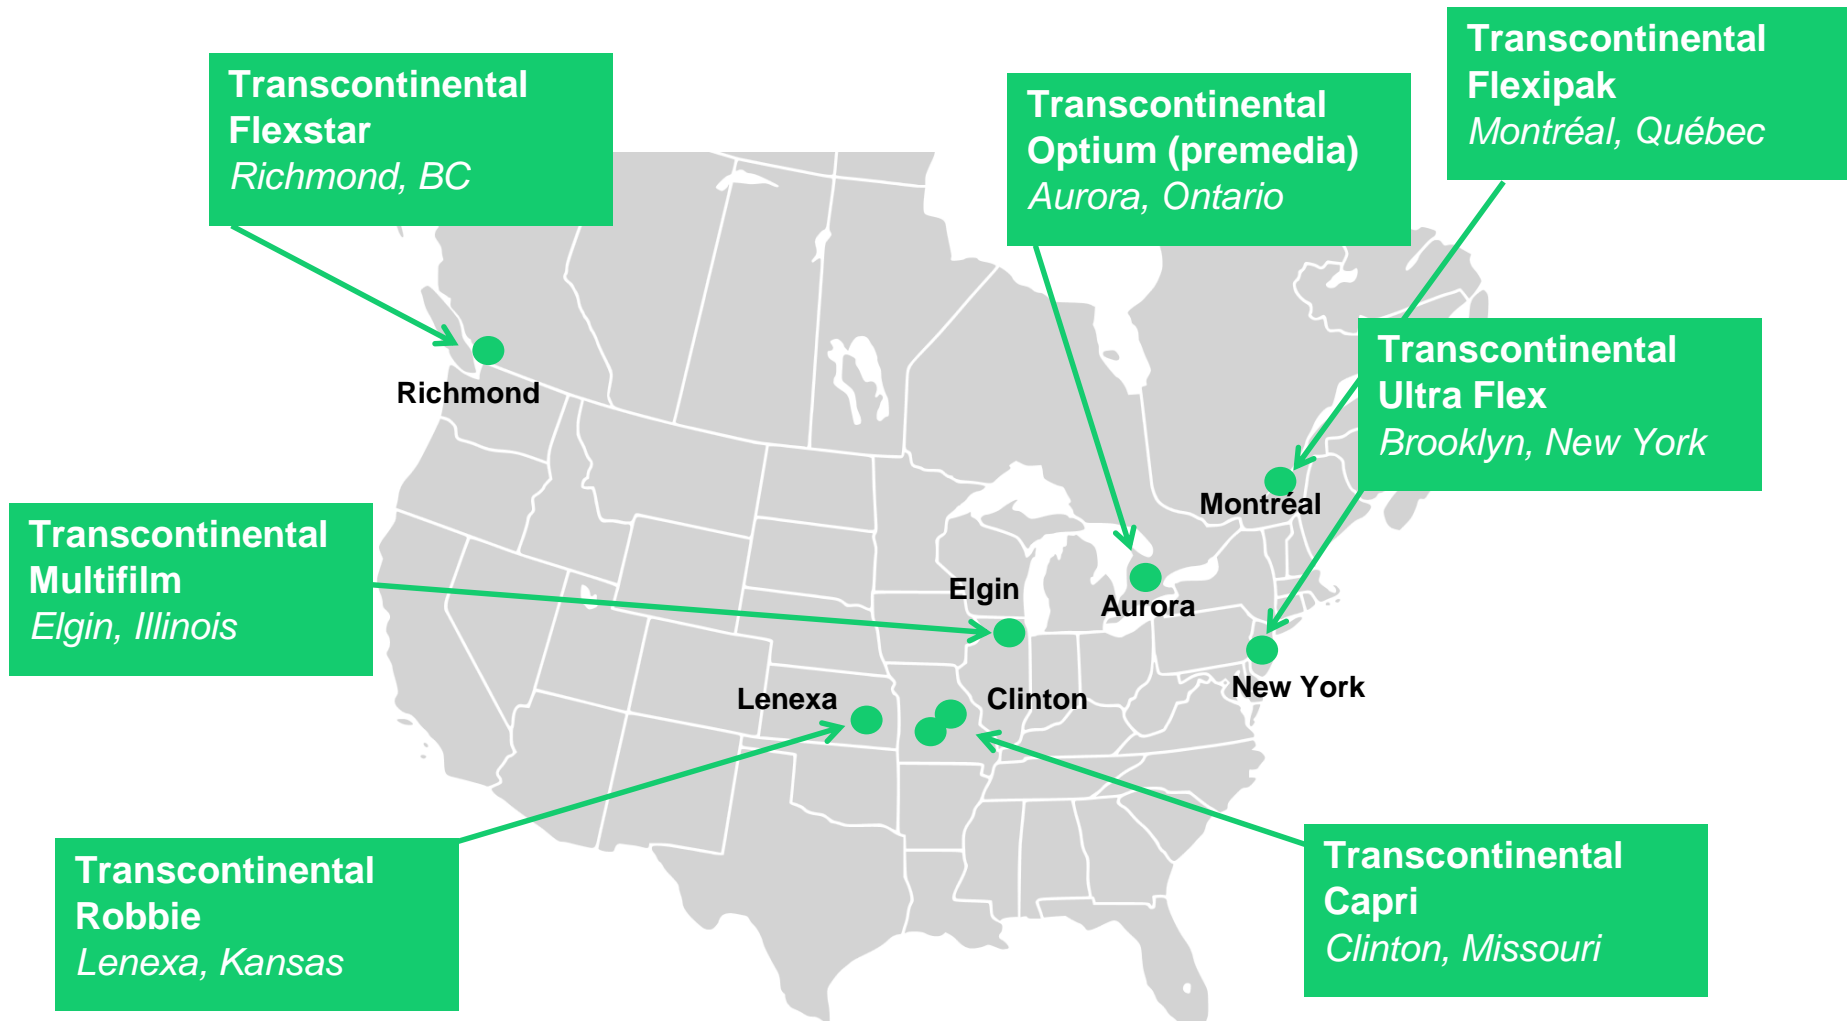 Transcontinental
Flexstar
Richmond, BC
Transcontinental
Optium (premedia)
Aurora, Ontario
Transcontinental
Flexipak
Montréal, Québec
Transcontinental
Ultra Flex
Brooklyn, New York
Richmond
Montréal
Transcontinental
Multifilm
Elgin, Illinois
Elgin
Aurora
New York
Lenexa
Clinton
Transcontinental
Robbie
Lenexa, Kansas
Transcontinental
Capri
Clinton, Missouri